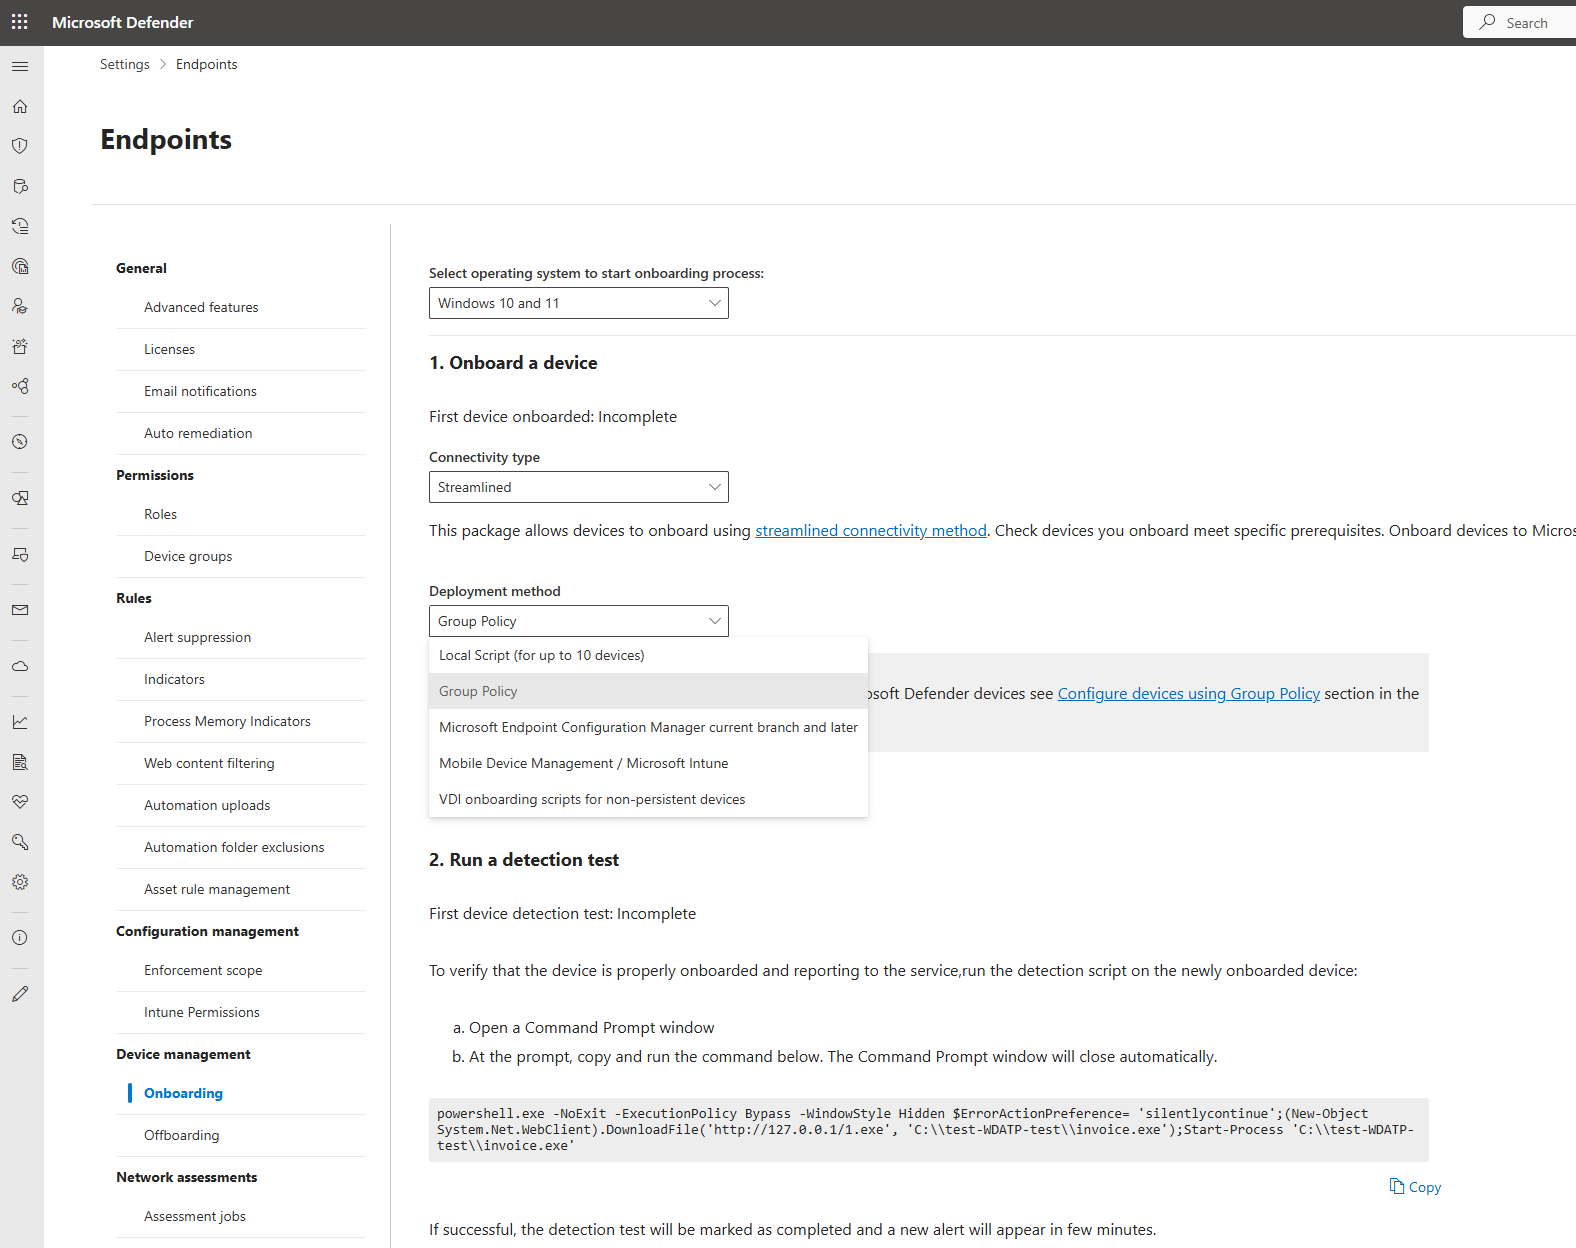 Microsoft Defender
Search
Settings > Endpoints
Endpoints
General
Advanced features
Licenses
Email notifications
Auto remediation
Permissions
Roles
Device groups
Rules
Alert suppression
Indicators
Process Memory Indicators
Web content filtering
Automation uploads
Automation folder exclusions
Asset rule management
Configuration management
Enforcement scope
Intune Permissions
Device management
Onboarding
Offboarding
Network assessments
Assessment jobs
Select operating system to start onboarding process:
Windows 10 and 11
1. Onboard a device
First device onboarded: Incomplete
Connectivity type
Streamlined
This package allows devices to onboard using streamlined connectivity method. Check devices you onboard meet specific prerequisites. Onboard devices to Micros
Deployment method
Group Policy
Local Script (for up to 10 devices)
Group Policy
osoft Defender devices see Configure devices using Group Policy section in the
Microsoft Endpoint Configuration Manager current branch and later
Mobile Device Management / Microsoft Intune
VDI onboarding scripts for non-persistent devices
2. Run a detection test
First device detection test: Incomplete
To verify that the device is properly onboarded and reporting to the service,run the detection script on the newly onboarded device:
a. Open a Command Prompt window
b. At the prompt, copy and run the command below. The Command Prompt window will close automatically.
powershell.exe -NoExit -ExecutionPolicy Bypass -WindowStyle Hidden $ErrorActionPreference= 'silentlycontinue';(New-Object
System.Net.WebClient).DownloadFile('http://127.0.0.1/1.exe', 'C:\\test-WDATP-test\\invoice.exe');Start-Process 'C:\\test-WDATP-
test\\invoice.exe'
Copy
If successful, the detection test will be marked as completed and a new alert will appear in few minutes.